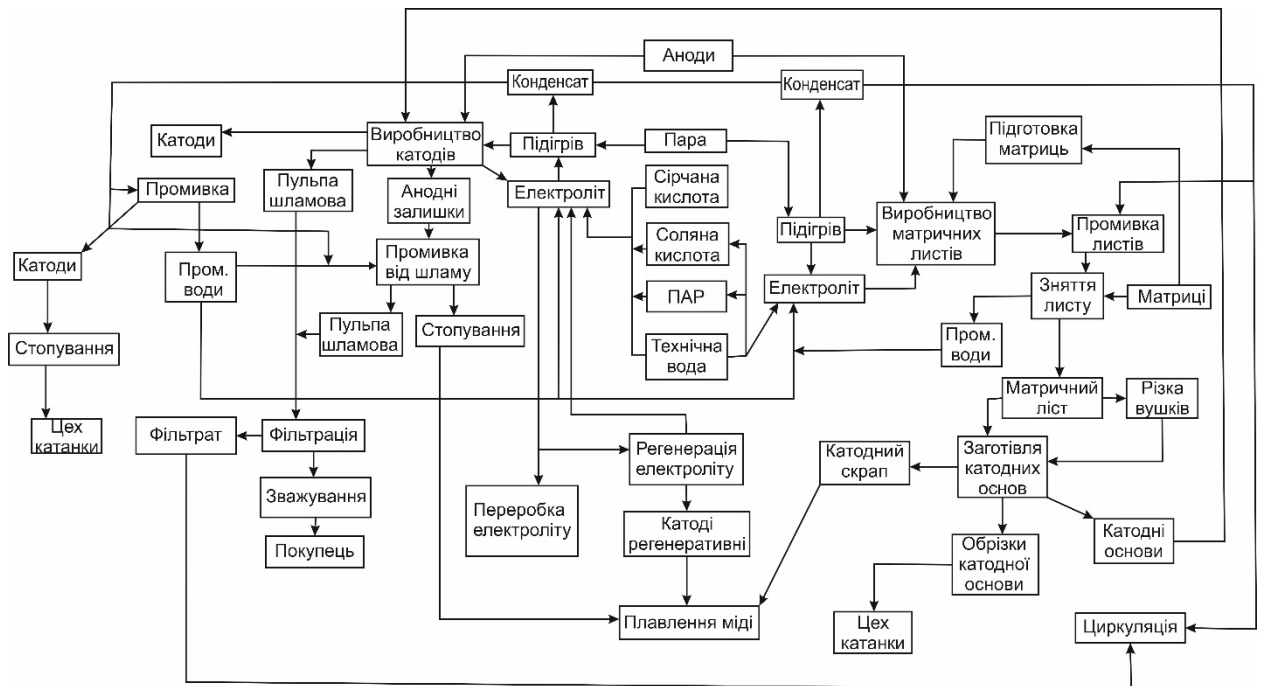 Аноди
Конденсат
Конденсат
Катоди
Виробництво
катодів
Підігрів
Пара
Підготовка
матриць
Промивка
Пульпа
шламова
Анодні
залишки
Електроліт
Сірчана
кислота
Підігрів
Виробництво
матричних
листів
Промивка
листів
Катоди
Пром.
води
Промивка
від шламу
Соляна
кислота
ПАР
Електроліт
Зняття
листу
Матриці
Стопування
Пульпа
шламова
Стопування
Технічна
вода
Пром.
води
Матричний
ліст
Різка
вушків
Цех
катанки
Фільтрат
Фільтрація
Регенерація
електроліту
Катодний
скрап
Заготівля
катодних
основ
Зважування
Переробка
електроліту
Катоді
регенеративні
Катодні
основи
Покупець
Обрізки
катодної
основи
Плавлення міді
Цех
катанки
Циркуляція